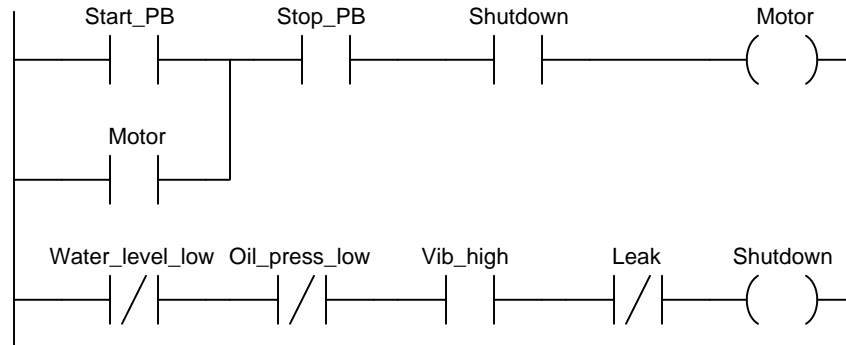 Start_PB Stop_PB Shutdown Motor
Motor
Water_level_low Oil_press_low Vib_high Leak Shutdown